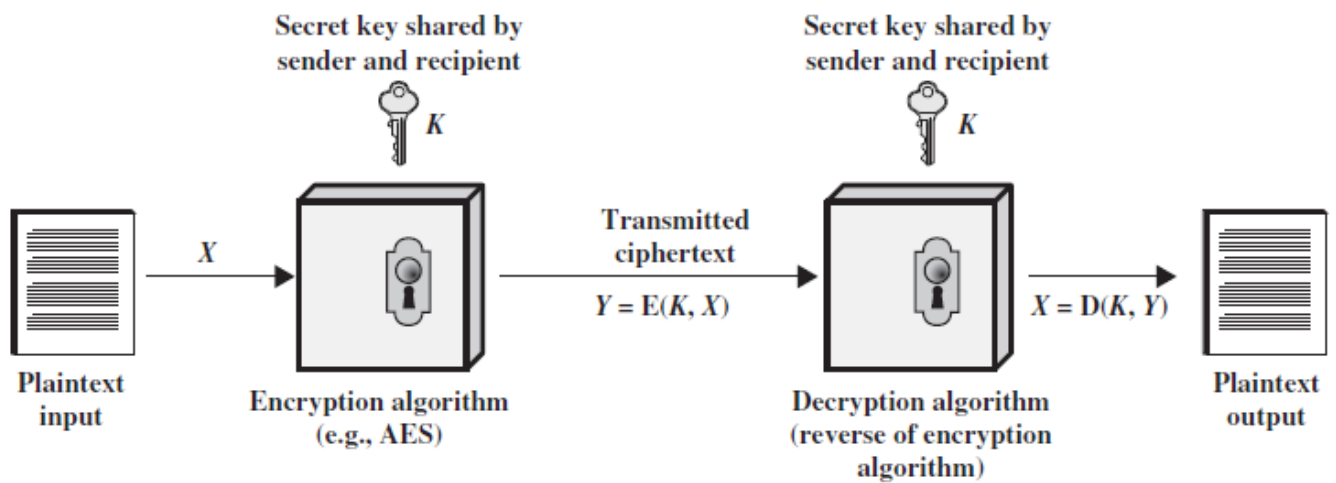 Secret key shared by
sender and recipient
K
Secret key shared by
sender and recipient
K
X
Transmitted
ciphertext
Y = E(K, X)
X = D(K, Y)
Plaintext
input
Encryption algorithm
(e.g., AES)
Decryption algorithm
(reverse of encryption
algorithm)
Plaintext
output